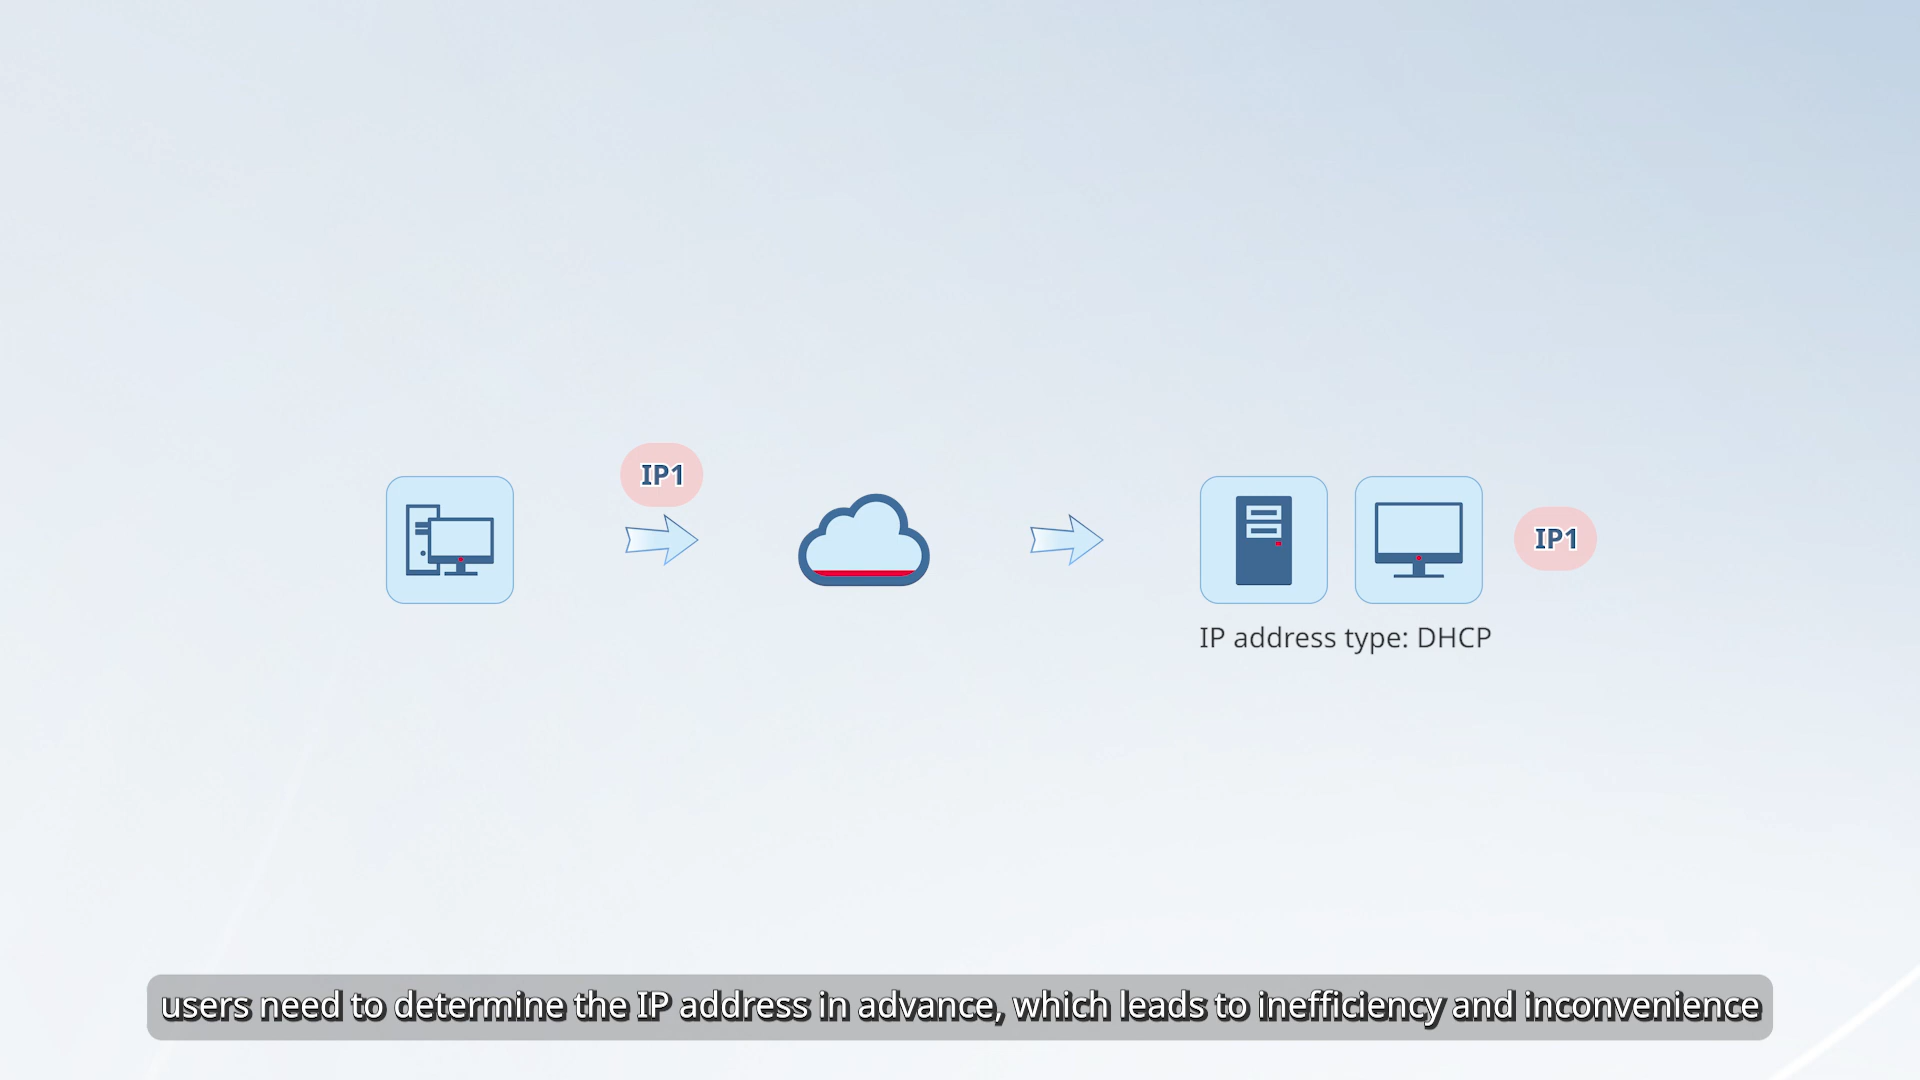 IP1
IP1
IP address type: DHCP
users need to determine the IP address in advance, which leads to inefficiency and inconvenience